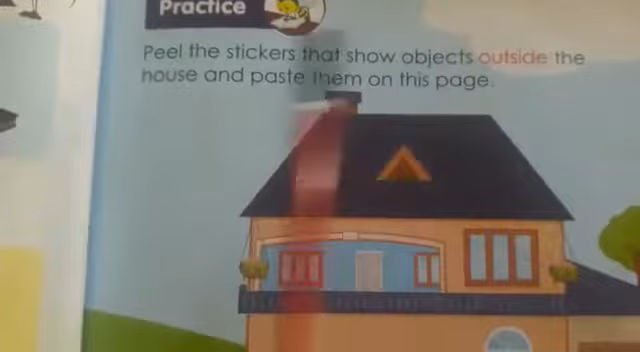 Practice
Peel the stickers that show objects outside the
house and paste them on this page.